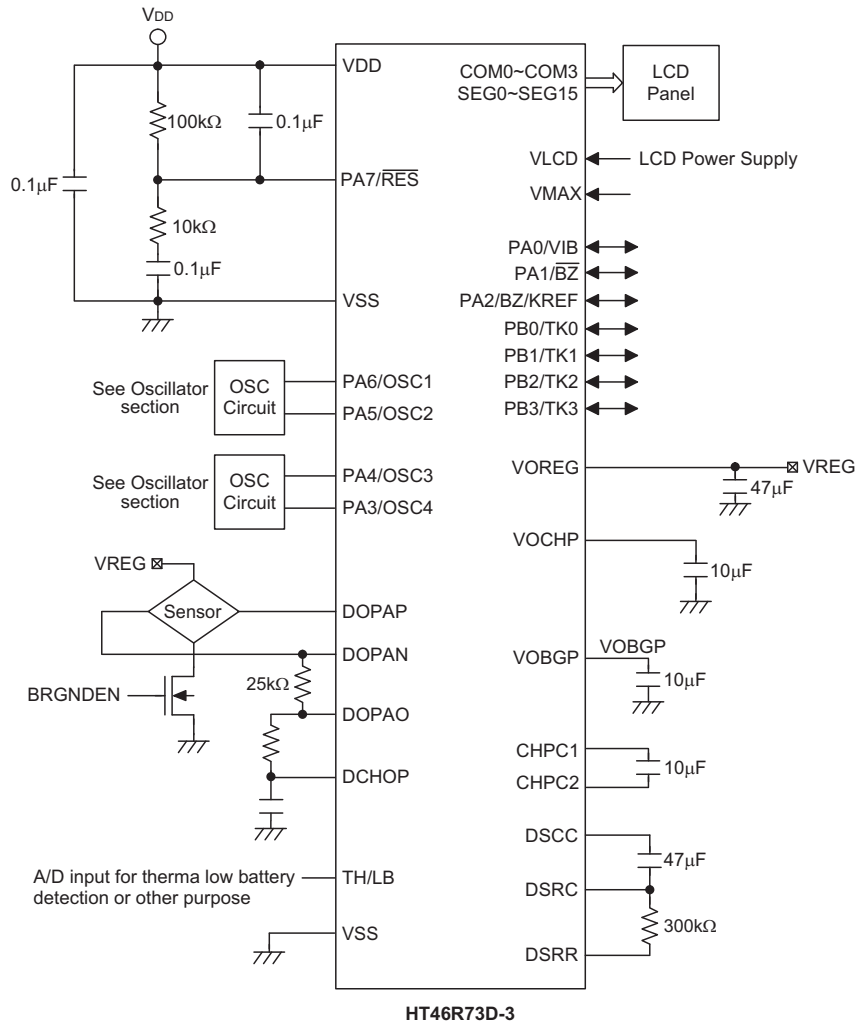 VDD
VDD
100kΩ
0.1μF
0.1μF
PA7/RES
10kΩ
0.1μF
VSS
See Oscillator
section
OSC
Circuit
PA6/OSC1
PA5/OSC2
See Oscillator
section
OSC
Circuit
PA4/OSC3
PA3/OSC4
VREG
Sensor
DOPAP
DOPAN
25kΩ
BRGNDEN
DOPAO
DCHOP
A/D input for therma low battery
detection or other purpose
TH/LB
VSS
COM0~COM3
SEG0~SEG15
LCD
Panel
VLCD
LCD Power Supply
VMAX
PA0/VIB
PA1/BZ
PA2/BZ/KREF
PB0/TK0
PB1/TK1
PB2/TK2
PB3/TK3
VOREG
VREG
47μF
VOCHP
10μF
VOBGP
VOBGP
10μF
CHPC1
CHPC2
10μF
DSCC
47μF
DSRC
300kΩ
DSRR
HT46R73D-3